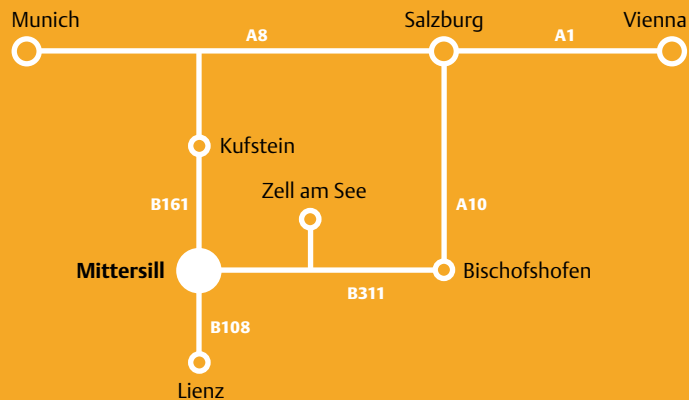 Munich
Salzburg
Vienna
A8
A1
Kufstein
Zell am See
B161
A10
Mittersill
Bischofshofen
B311
B108
Lienz